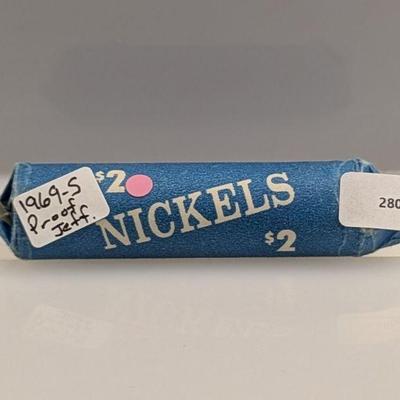 1969-S
Proof
Jeff.
$2
NICKELS
$2
280